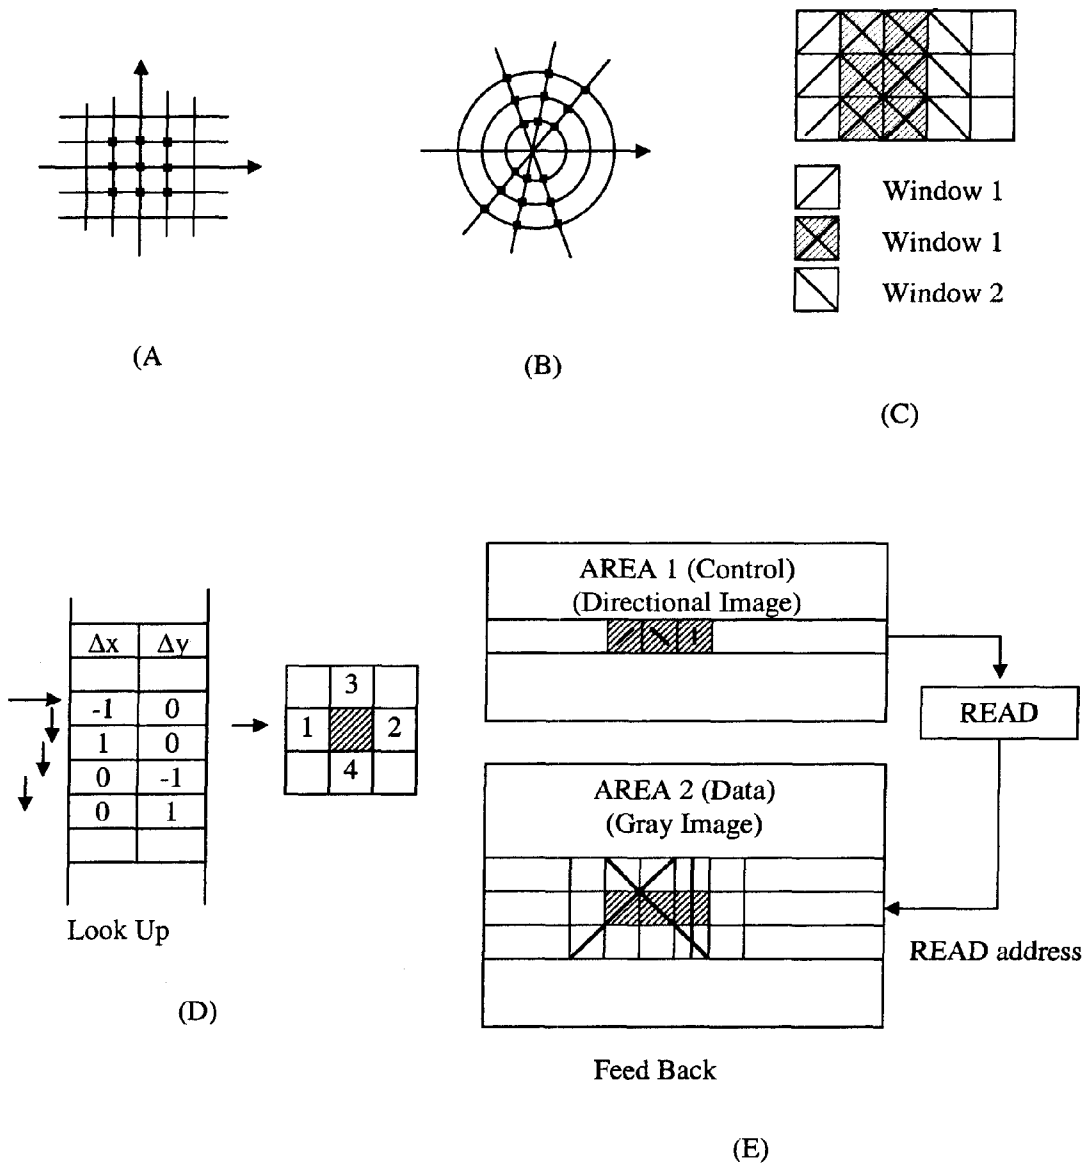 Window 1
Window 1
Window 2
(A
(B)
(C)
Δx Δy
-1 0
1 0
0 -1
0 1
3
1 2
4
Look Up
(D)
AREA 1 (Control)
(Directional Image)
READ
AREA 2 (Data)
(Gray Image)
READ address
Feed Back
(E)